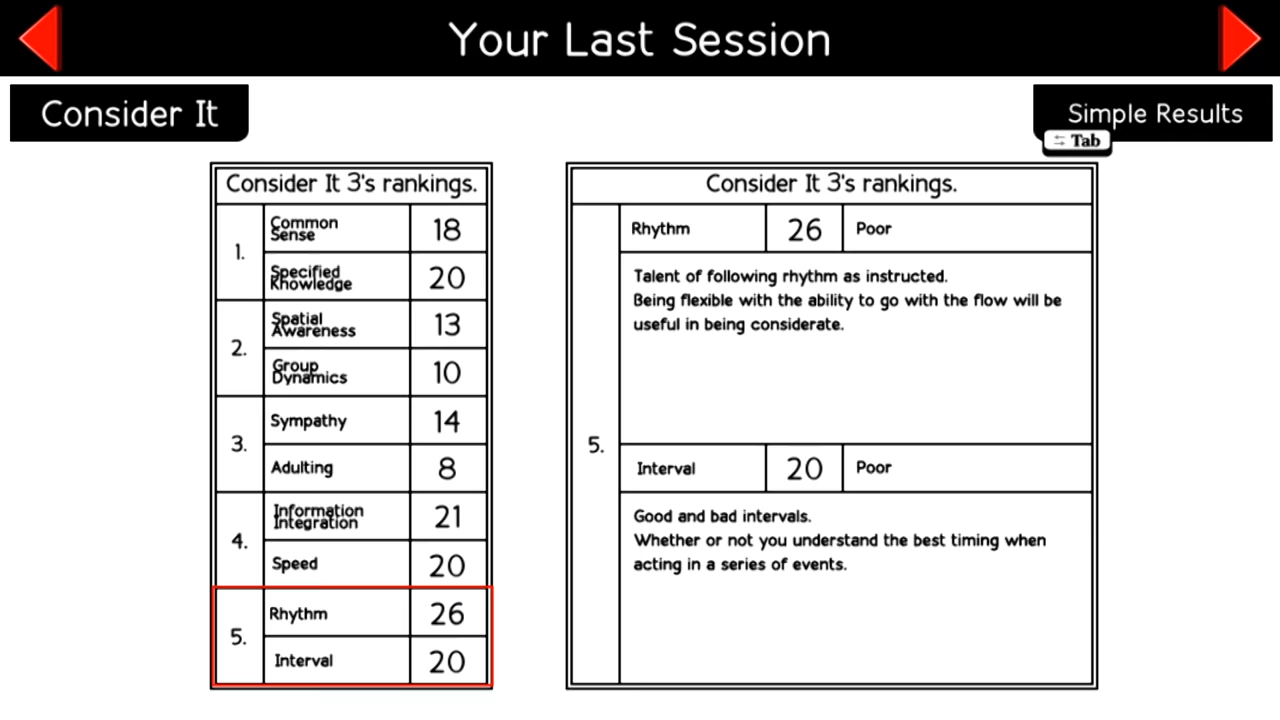 Your Last Session
Consider It
Simple Results
Tab
Consider It 3's rankings.
1.
Common
Sense
18
Specified
Knowledge
20
2.
Spatial
Awareness
13
Group
Dynamics
10
3.
Sympathy
14
Adulting
8
4.
Information
Integration
21
Speed
20
5.
Rhythm
26
Interval
20
Consider It 3's rankings.
5.
Rhythm
26
Poor
Talent of following rhythm as instructed.
Being flexible with the ability to go with the flow will be
useful in being considerate.
Interval
20
Poor
Good and bad intervals.
Whether or not you understand the best timing when
acting in a series of events.